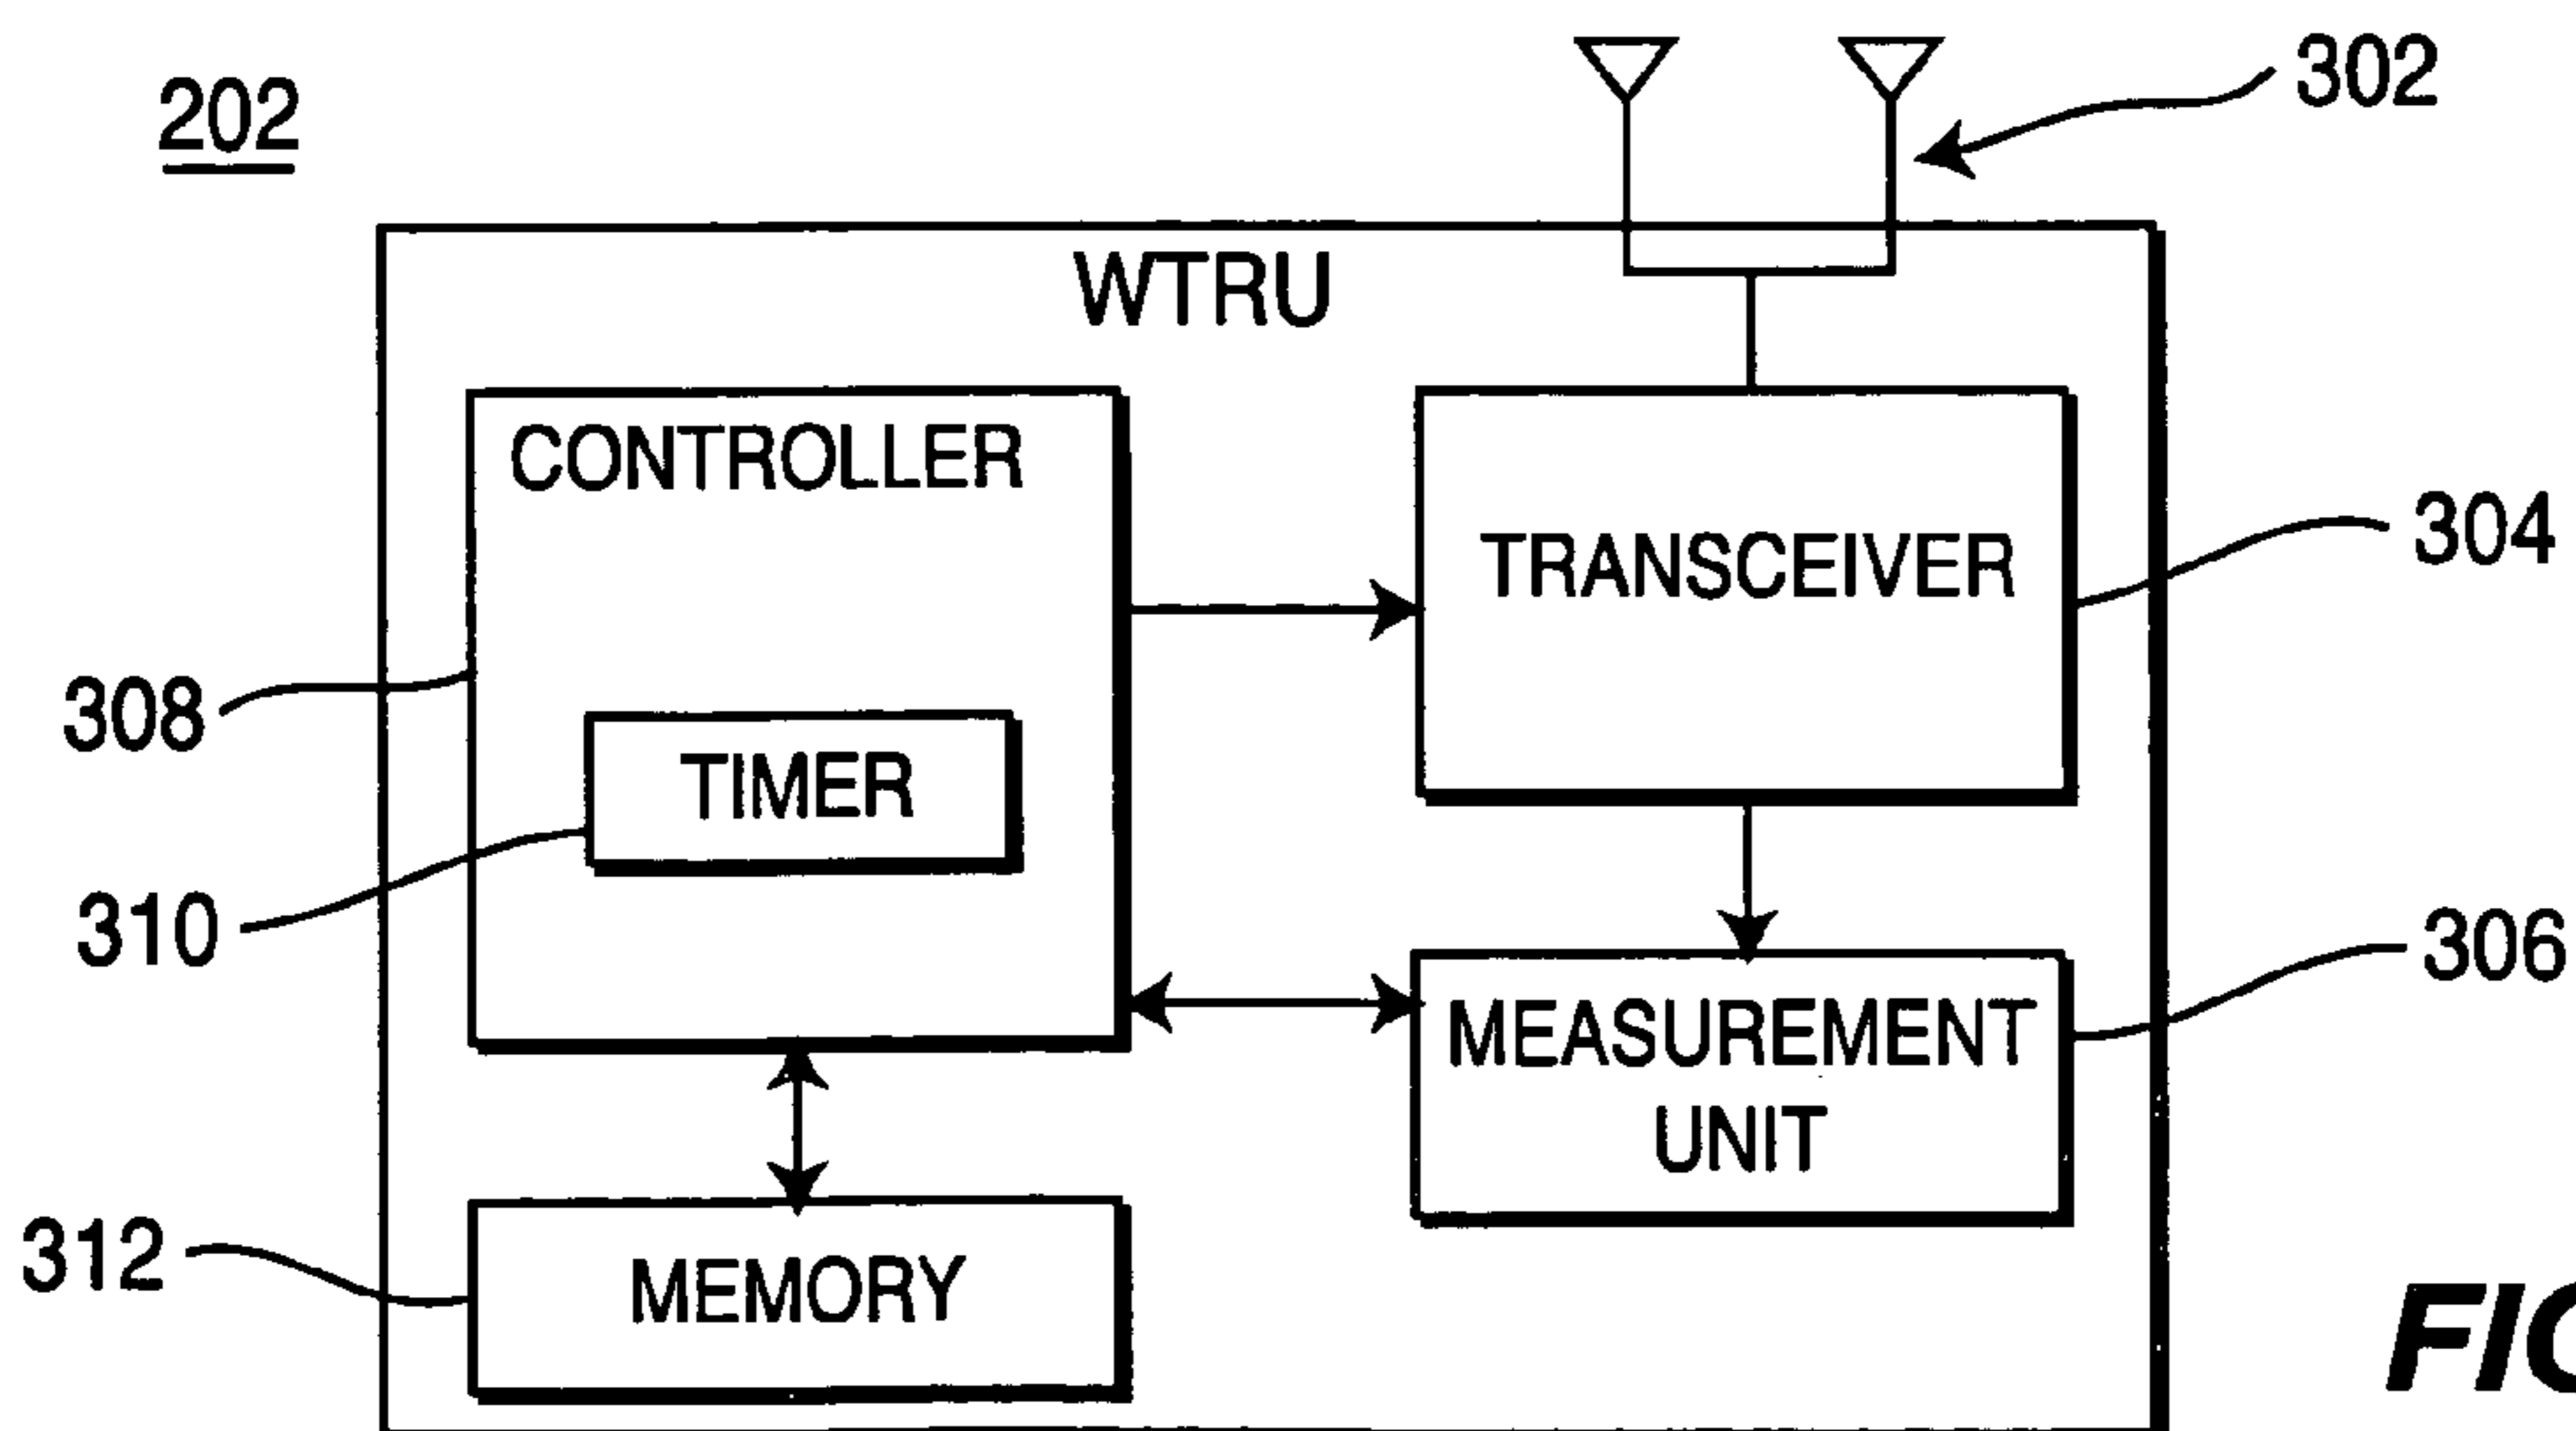 202
302
WTRU
CONTROLLER
TRANSCEIVER
304
308
TIMER
310
MEASUREMENT
UNIT
306
312
MEMORY